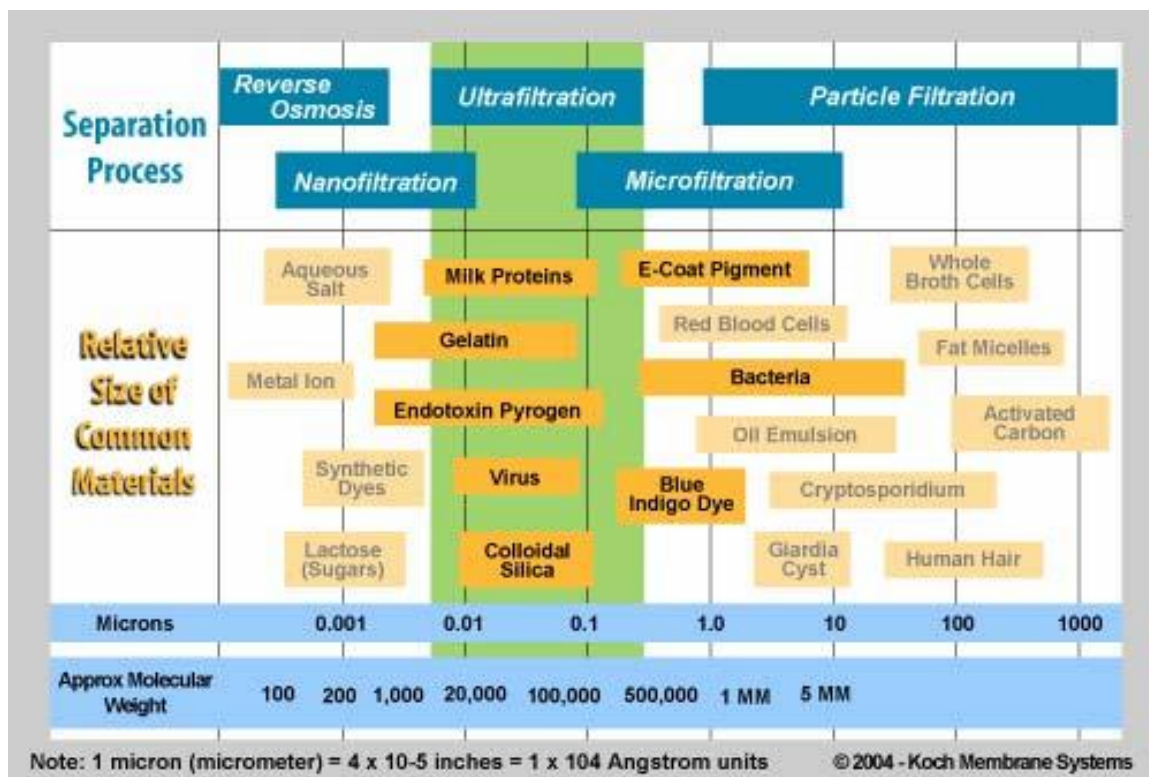 Separation
Process
Reverse
Osmosis
Ultrafiltration
Particle Filtration
Nanofiltration
Microfiltration
Relative
Size of
Common
Materials
Aqueous
Salt
Milk Proteins
E-Coat Pigment
Whole
Broth Cells
Red Blood Cells
Gelatin
Fat Micelles
Metal Ion
Bacteria
Endotoxin Pyrogen
Activated
Carbon
Oil Emulsion
Synthetic
Dyes
Virus
Blue
Indigo Dye
Cryptosporidium
Lactose
(Sugars)
Colloidal
Silica
Giardia
Cyst
Human Hair
Microns 0.001 0.01 0.1 1.0 10 100 1000
Approx Molecular
Weight
100 200 1,000 20,000 100,000 500,000 1 MM 5 MM
Note: 1 micron (micrometer) = 4 x 10-5 inches = 1 x 104 Angstrom units © 2004 - Koch Membrane Systems